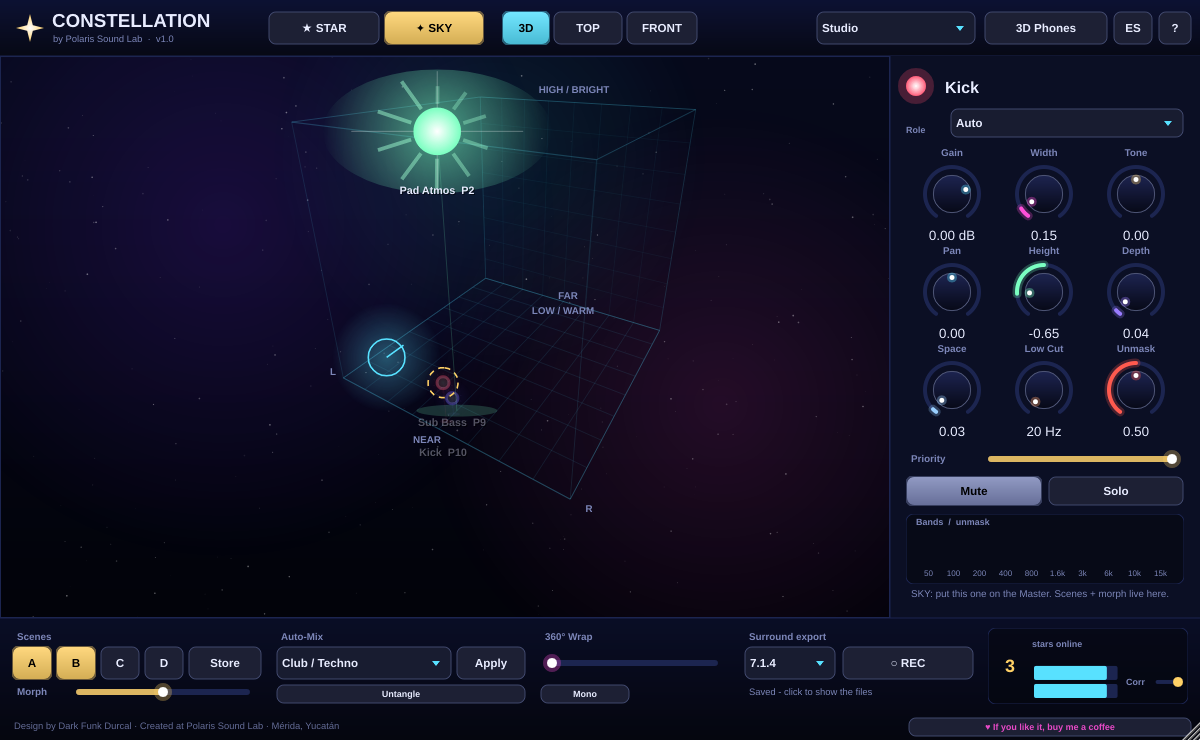 CONSTELLATION
by Polaris Sound Lab · v1.0
★ STAR
✦ SKY
3D
TOP
FRONT
Studio
3D Phones
ES
?
HIGH / BRIGHT
Pad Atmos P2
FAR
LOW / WARM
L
Sub Bass P9
NEAR
Kick P10
R
Kick
Role
Auto
Gain Width Tone
0.00 dB 0.15 0.00
Pan Height Depth
0.00 -0.65 0.04
Space Low Cut Unmask
0.03 20 Hz 0.50
Priority
Mute Solo
Bands / unmask
50 100 200 400 800 1.6k 3k 6k 10k 15k
SKY: put this one on the Master. Scenes + morph live here.
Scenes
A B C D Store
Morph
Auto-Mix
Club / Techno
Apply
Untangle
360° Wrap
Mono
Surround export
7.1.4
○ REC
Saved - click to show the files
stars online
3
Corr
Design by Dark Funk Durcal · Created at Polaris Sound Lab · Mérida, Yucatán
♥ If you like it, buy me a coffee